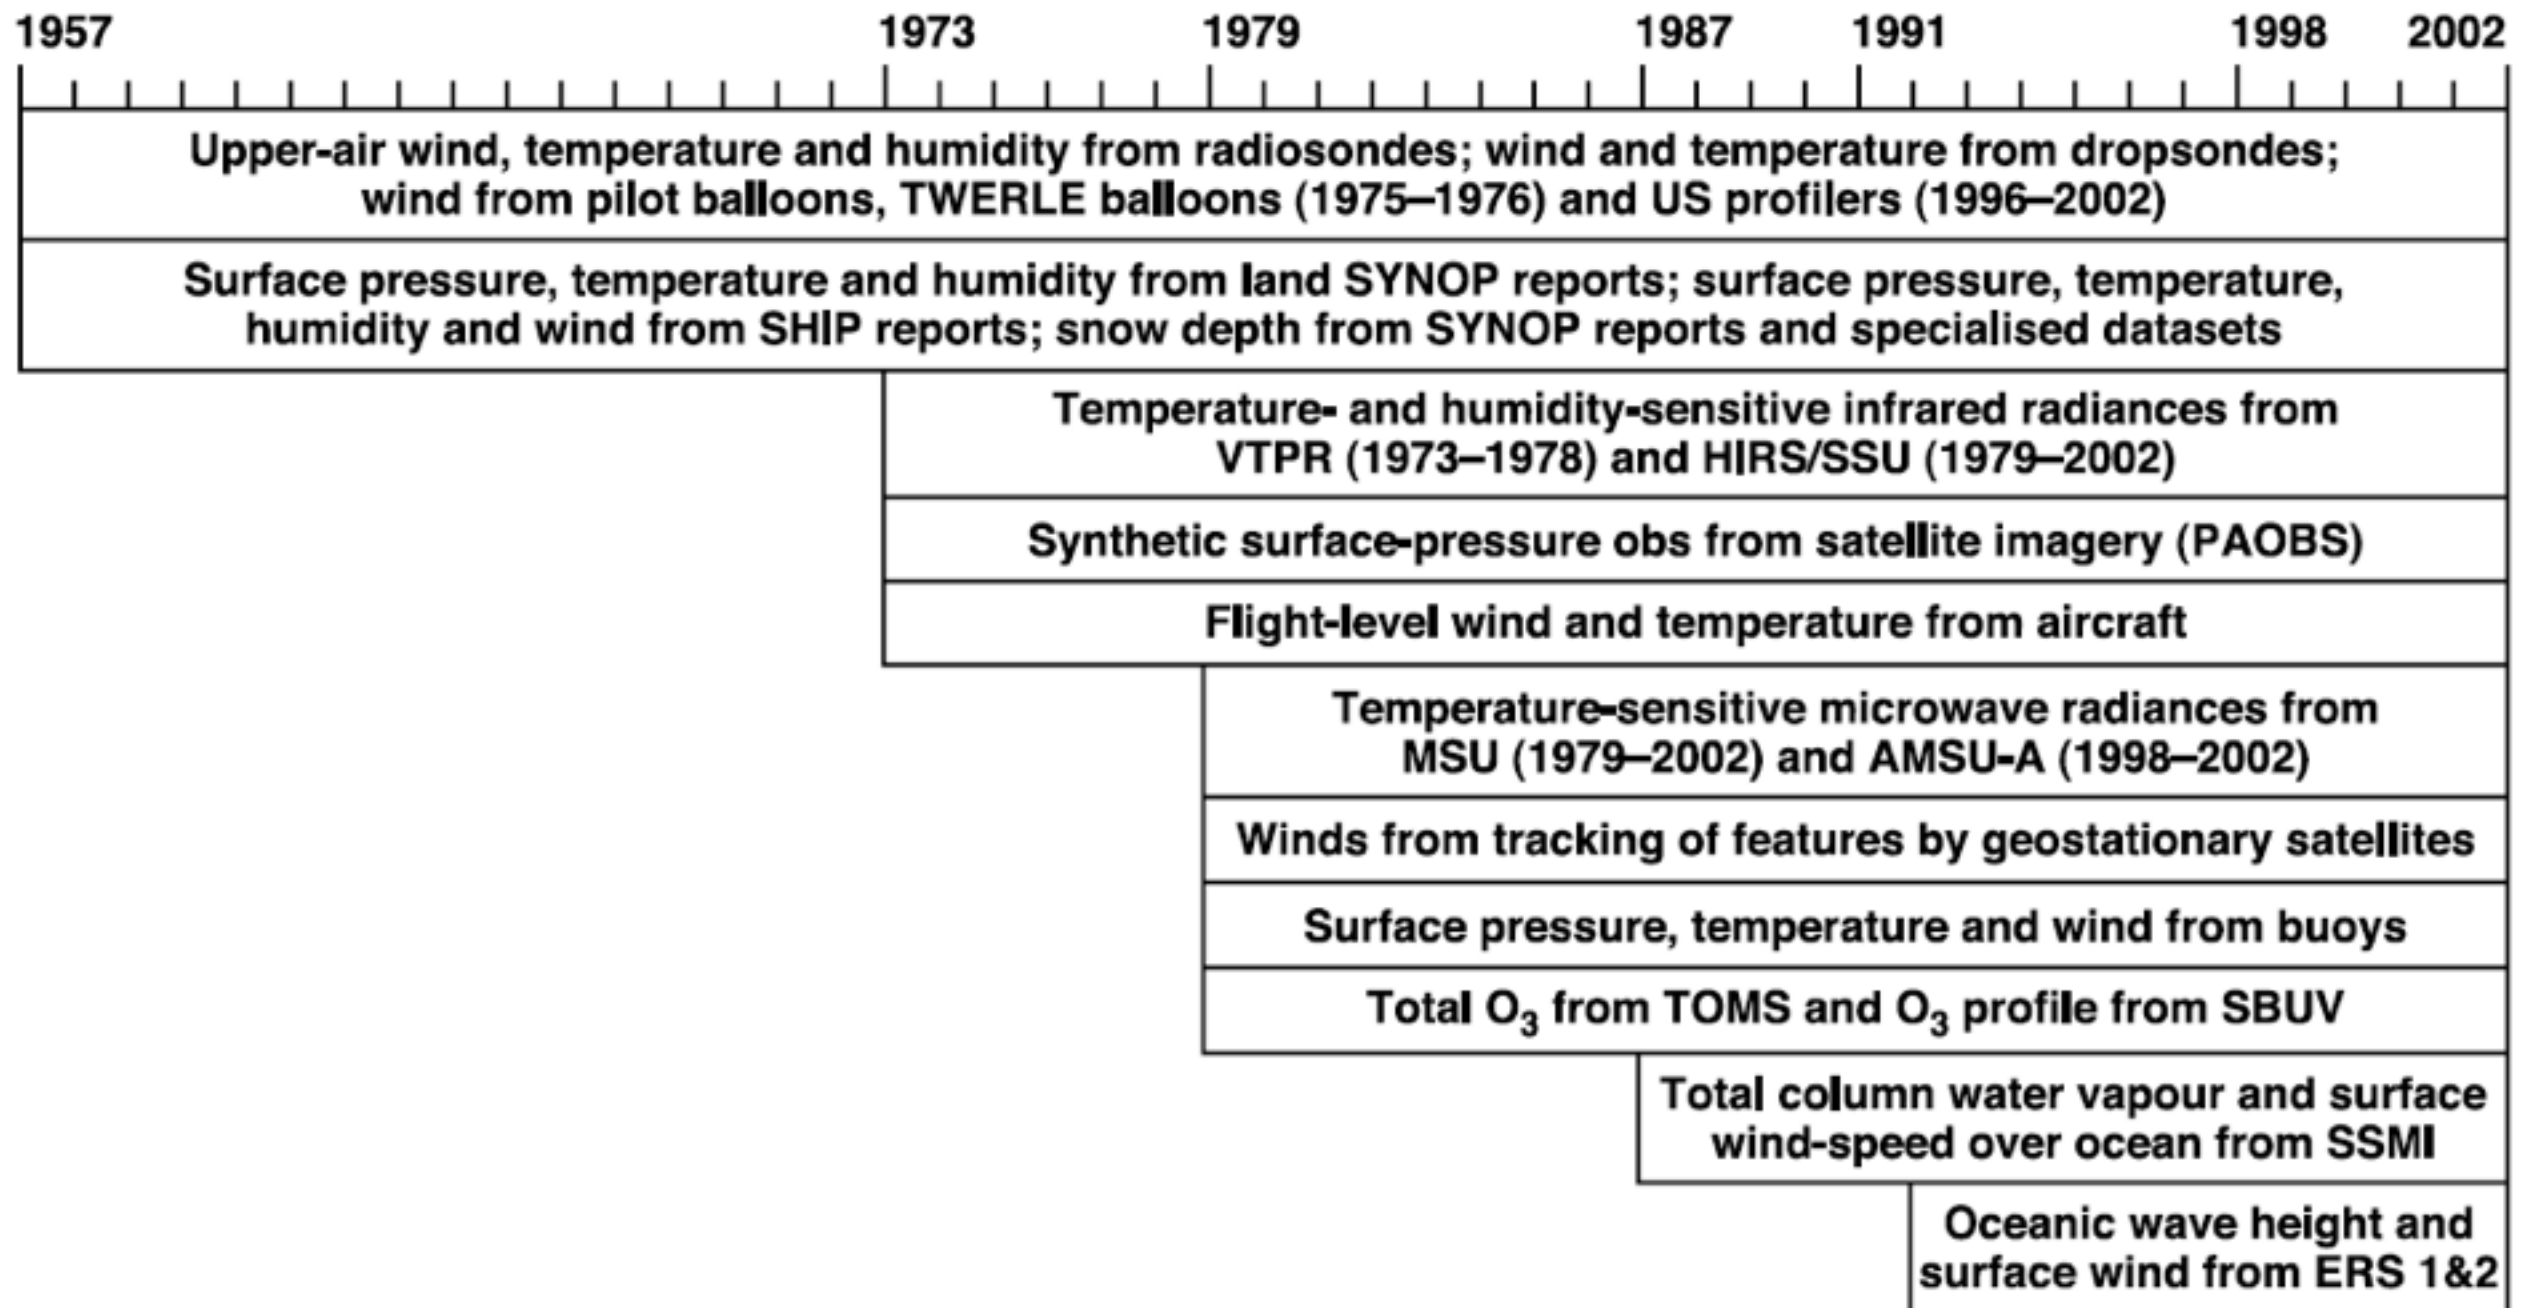 1957 1973 1979 1987 1991 1998 2002
Upper-air wind, temperature and humidity from radiosondes; wind and temperature from dropsondes;
wind from pilot balloons, TWERLE balloons (1975–1976) and US profilers (1996–2002)
Surface pressure, temperature and humidity from land SYNOP reports; surface pressure, temperature,
humidity and wind from SHIP reports; snow depth from SYNOP reports and specialised datasets
Temperature- and humidity-sensitive infrared radiances from
VTPR (1973–1978) and HIRS/SSU (1979–2002)
Synthetic surface-pressure obs from satellite imagery (PAOBS)
Flight-level wind and temperature from aircraft
Temperature-sensitive microwave radiances from
MSU (1979–2002) and AMSU-A (1998–2002)
Winds from tracking of features by geostationary satellites
Surface pressure, temperature and wind from buoys
Total O₃ from TOMS and O₃ profile from SBUV
Total column water vapour and surface
wind-speed over ocean from SSMI
Oceanic wave height and
surface wind from ERS 1&2